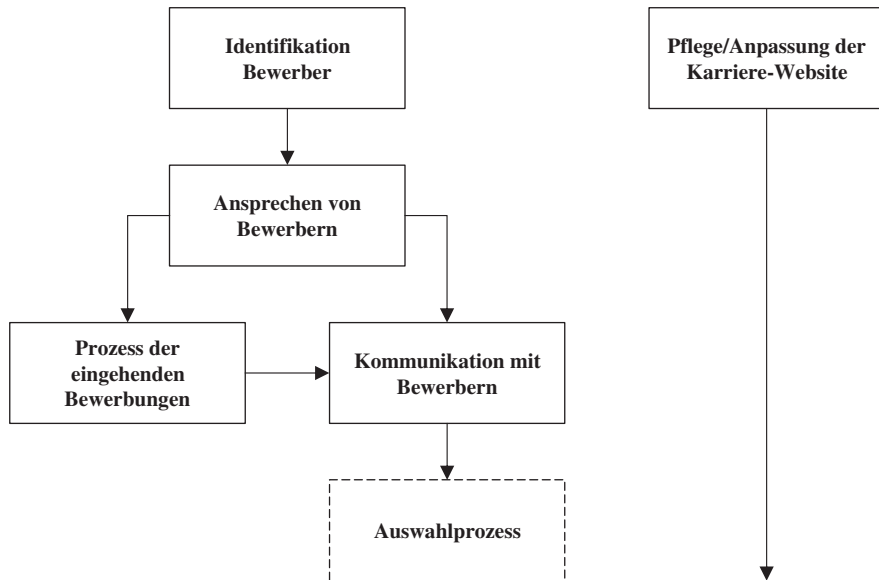 Identifikation
Bewerber
Pflege/Anpassung der
Karriere-Website
Ansprechen von
Bewerbern
Prozess der
eingehenden
Bewerbungen
Kommunikation mit
Bewerbern
Auswahlprozess